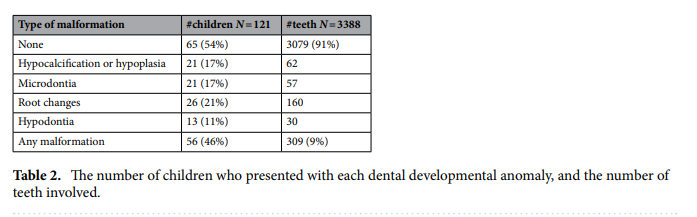 Type of malformation #children N=121 #teeth N=3388
None 65 (54%) 3079 (91%)
Hypocalcification or hypoplasia 21 (17%) 62
Microdontia 21 (17%) 57
Root changes 26 (21%) 160
Hypodontia 13 (11%) 30
Any malformation 56 (46%) 309 (9%)
Table 2. The number of children who presented with each dental developmental anomaly, and the number of
teeth involved.